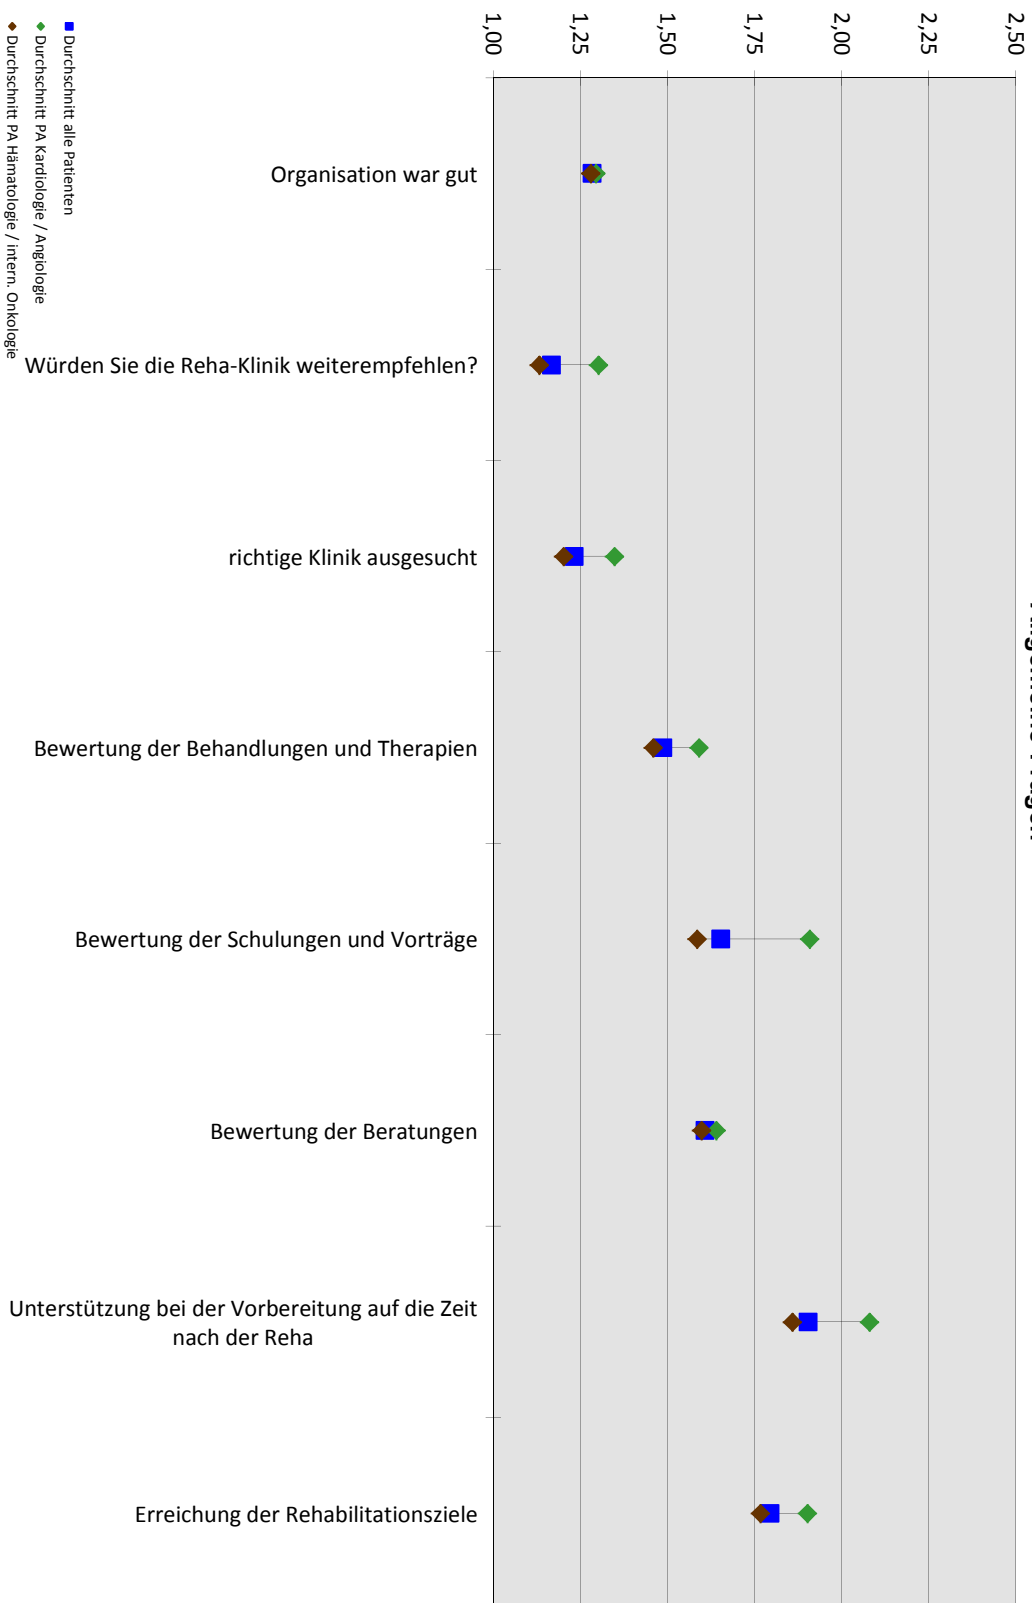 Allgemeine Fragen
2,50
2,25
2,00
1,75
1,50
1,25
1,00
Organisation war gut
Würden Sie die Reha-Klinik weiterempfehlen?
richtige Klinik ausgesucht
Bewertung der Behandlungen und Therapien
Bewertung der Schulungen und Vorträge
Bewertung der Beratungen
Unterstützung bei der Vorbereitung auf die Zeit
nach der Reha
Erreichung der Rehabilitationsziele
Durchschnitt alle Patienten
Durchschnitt PA Kardiologie / Angiologie
Durchschnitt PA Hämatologie / intern. Onkologie